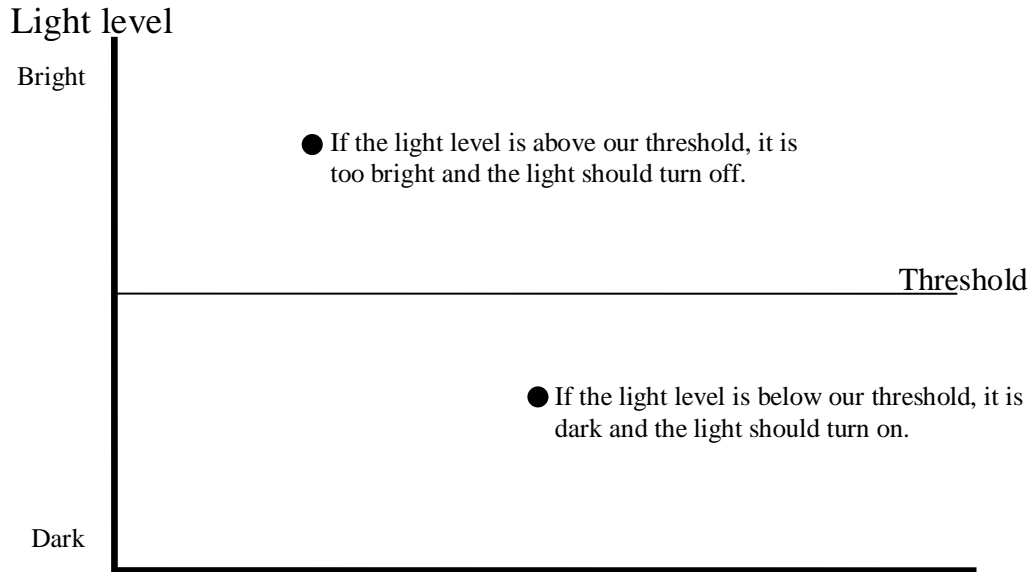 Light level
Bright
● If the light level is above our threshold, it is
too bright and the light should turn off.
Threshold
● If the light level is below our threshold, it is
dark and the light should turn on.
Dark